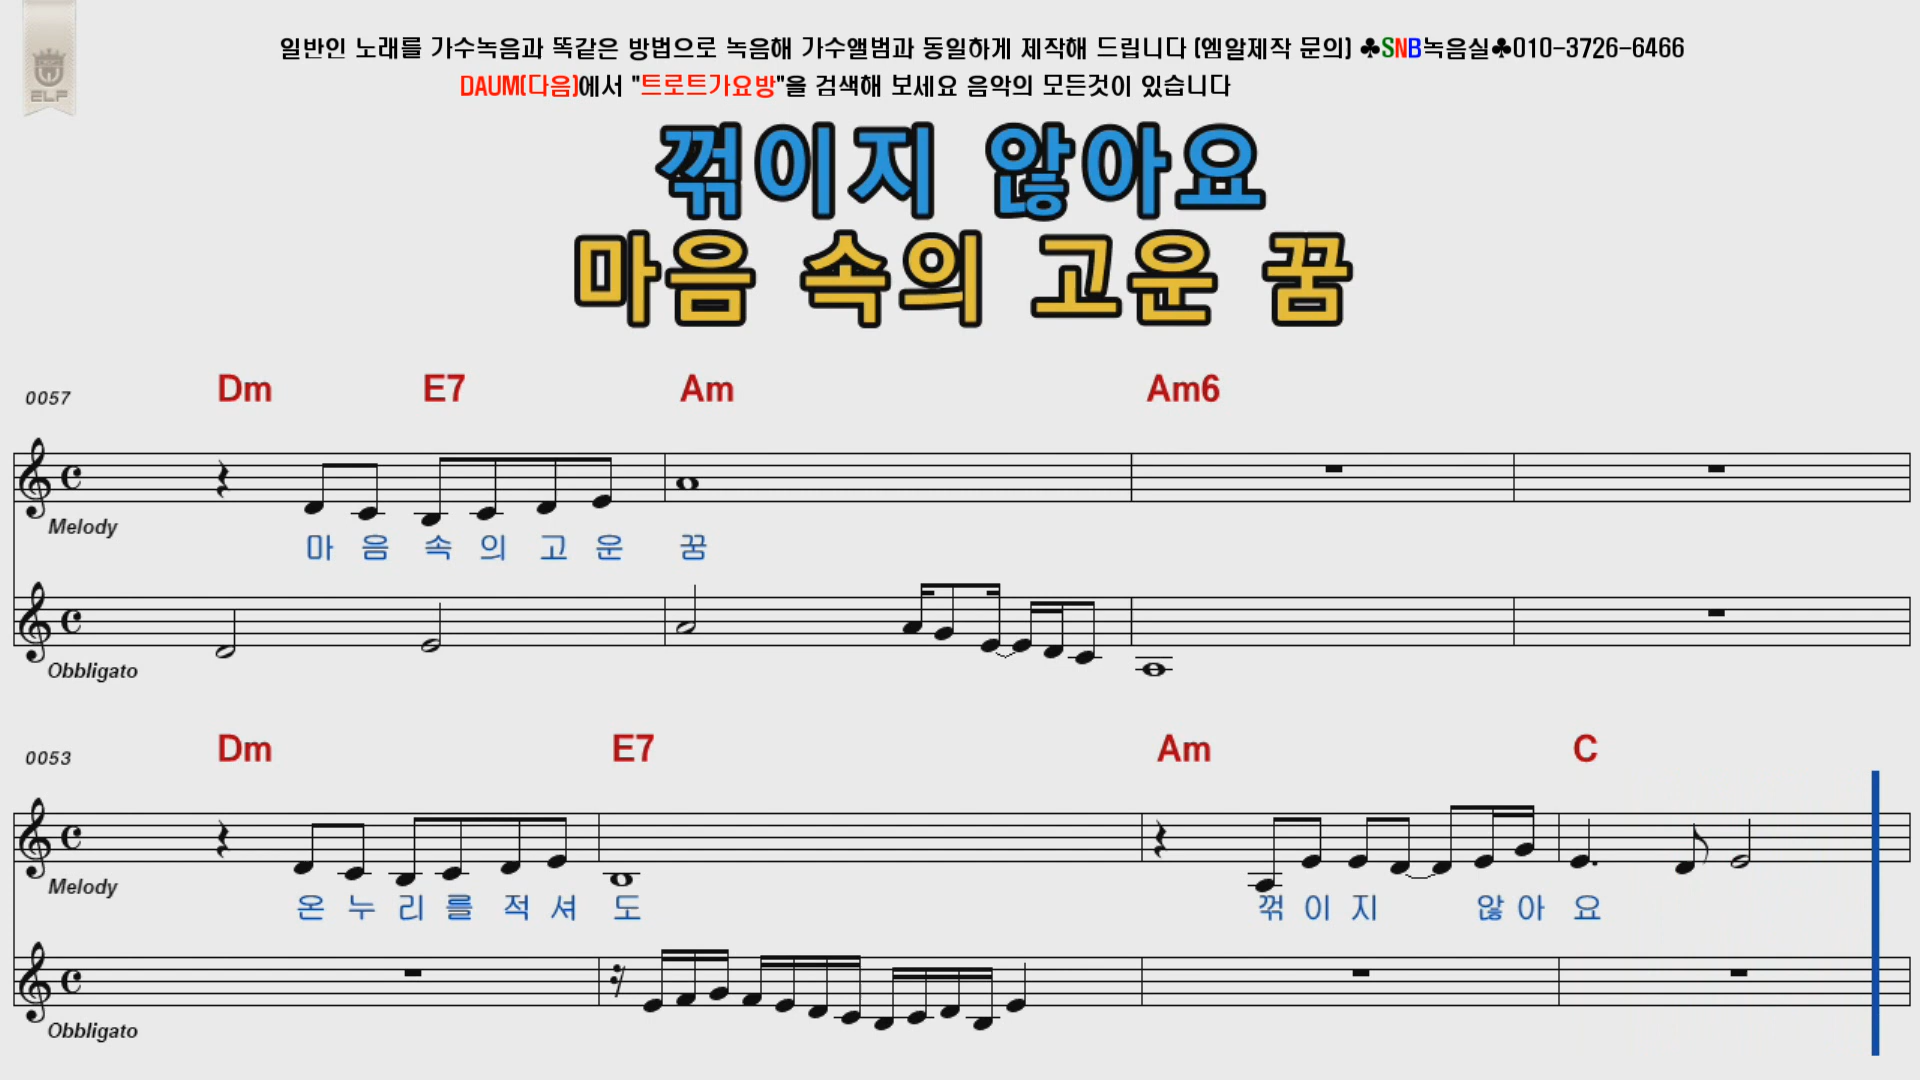 일반인 노래를 가수녹음과 똑같은 방법으로 녹음해 가수앨범과 동일하게 제작해 드립니다 (엠알제작 문의) ♣SNB녹음실♣010-3726-6466
DAUM(다음)에서 "트로트가요방"을 검색해 보세요 음악의 모든것이 있습니다
ELF
꺾이지 않아요
마음 속의 고운 꿈
0057 Dm E7 Am Am6
Melody
마 음 속 의 고 운 꿈
Obbligato
0053 Dm E7 Am C
Melody
온 누 리 를 적 셔 도 꺾 이 지 않 아 요
Obbligato